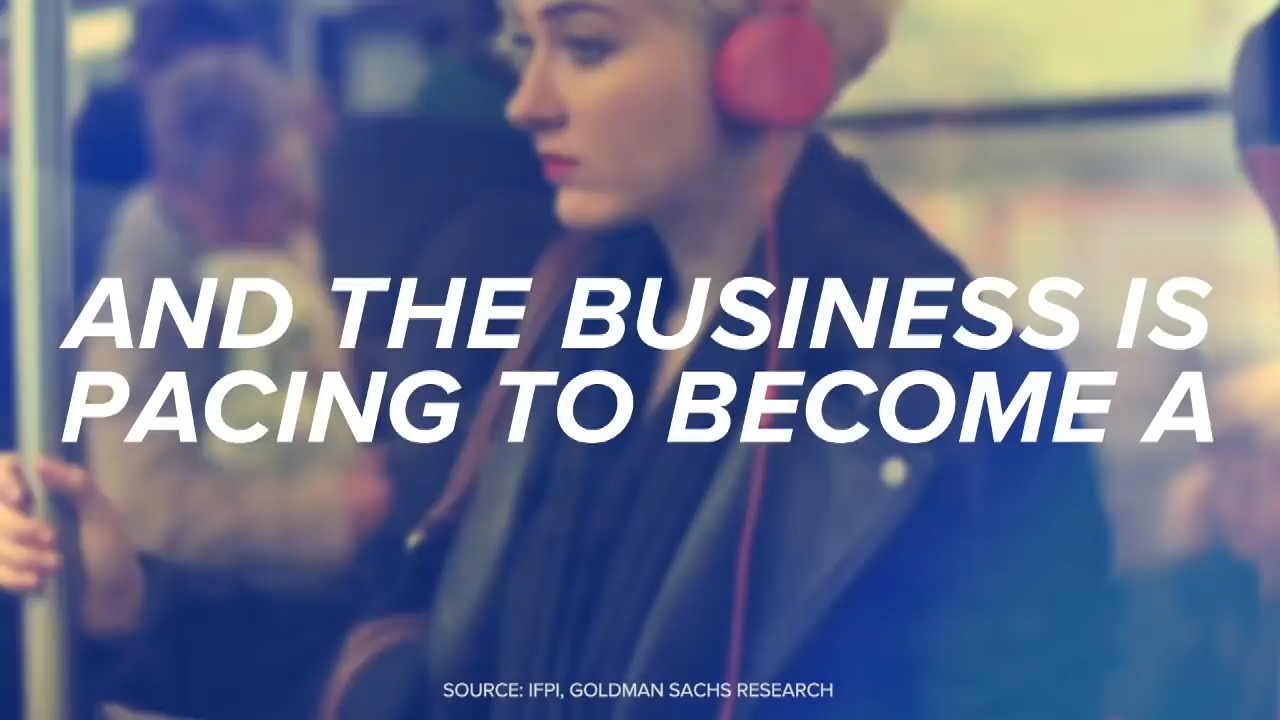 AND THE BUSINESS IS
PACING TO BECOME A
SOURCE: IFPI, GOLDMAN SACHS RESEARCH